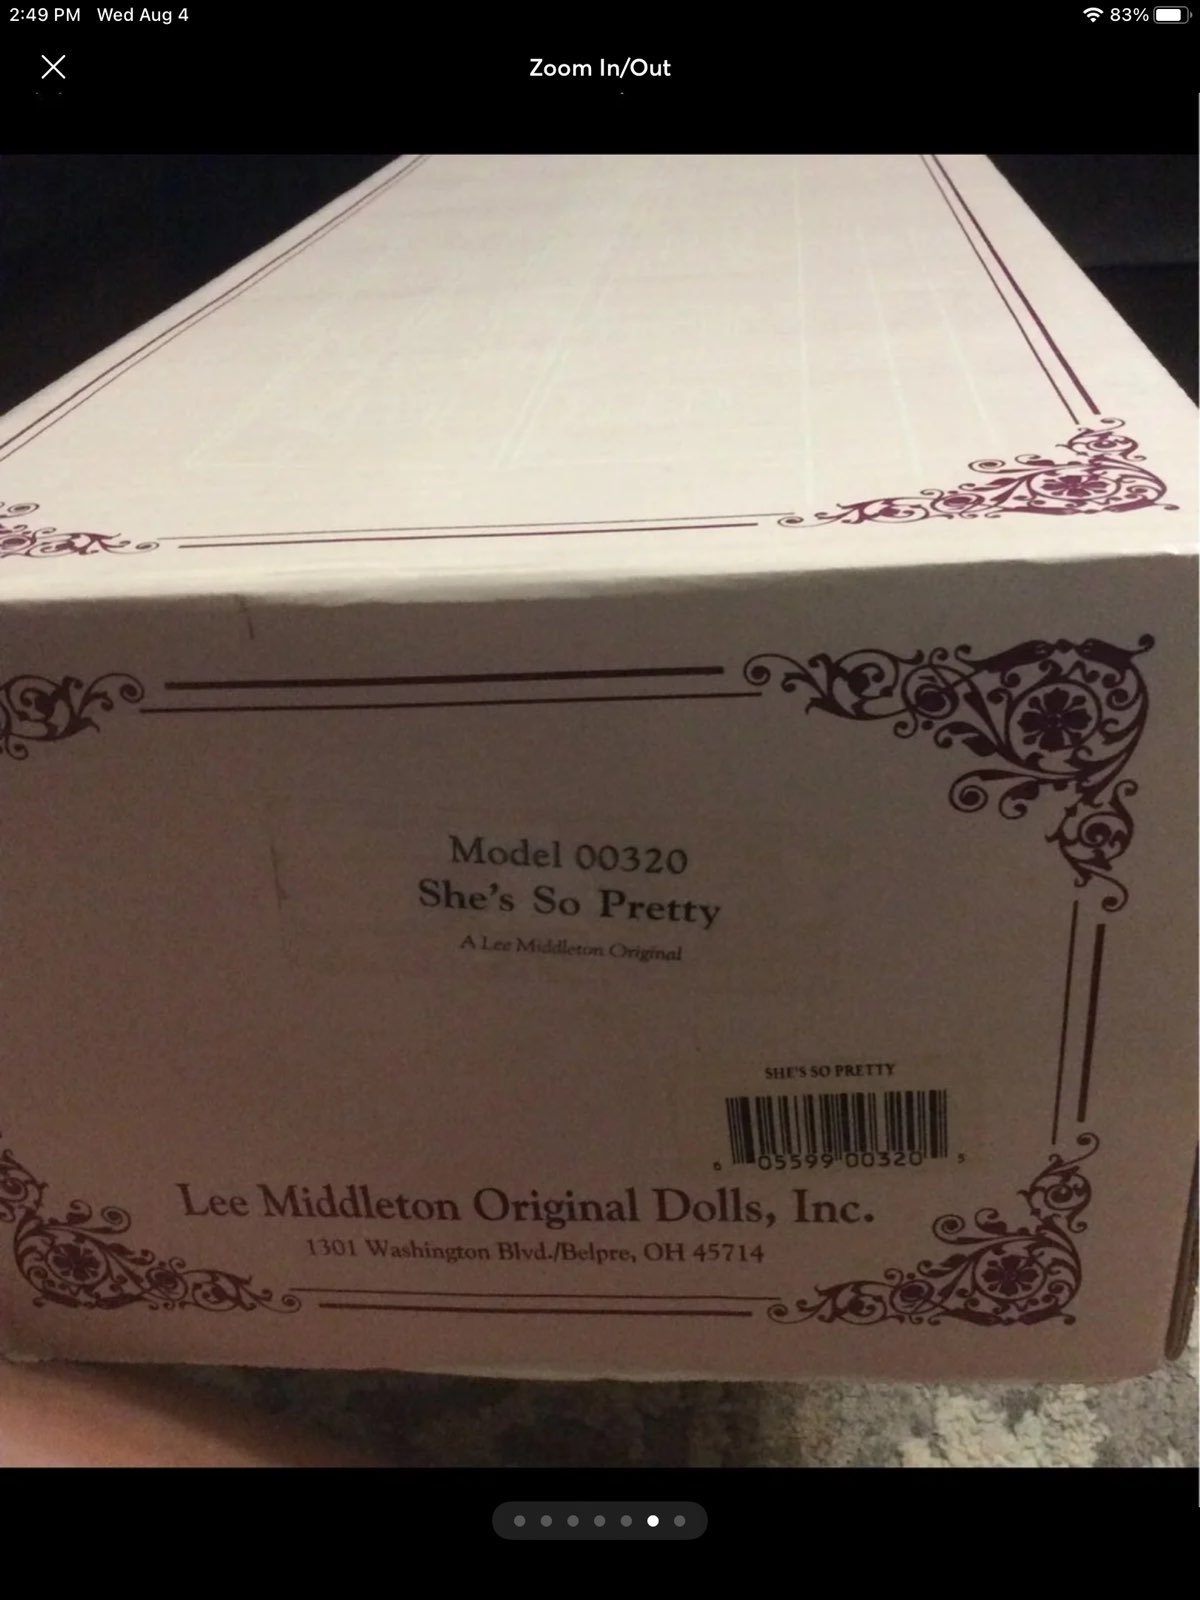 2:49 PM Wed Aug 4
83%
Zoom In/Out
Model 00320
She's So Pretty
A Lee Middleton Original
SHE'S SO PRETTY
6 05599 00320 5
Lee Middleton Original Dolls, Inc.
1301 Washington Blvd./Belpre, OH 45714